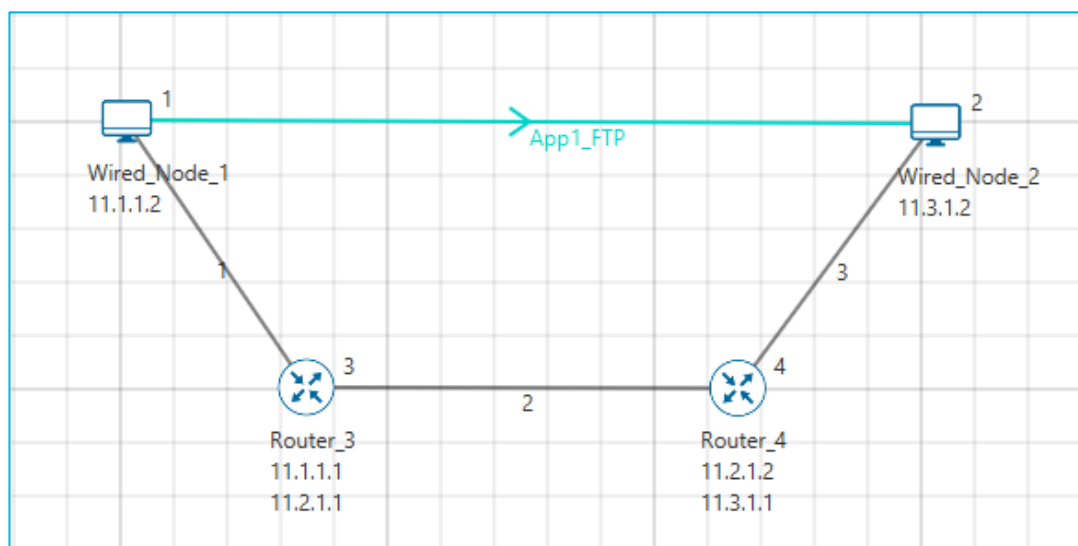 1
2
App1_FTP
Wired_Node_1
11.1.1.2
Wired_Node_2
11.3.1.2
1
3
3
4
2
Router_3
11.1.1.1
11.2.1.1
Router_4
11.2.1.2
11.3.1.1